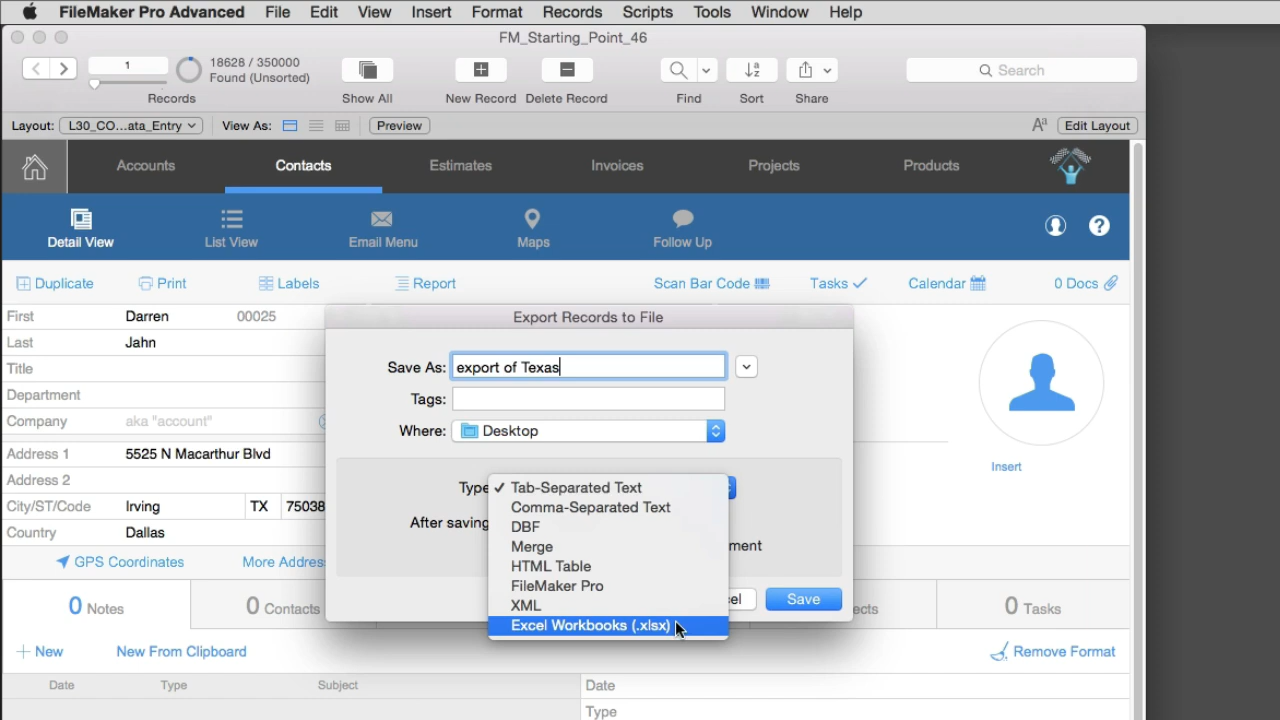 FileMaker Pro Advanced File Edit View Insert Format Records Scripts Tools Window Help
FM_Starting_Point_46
1
18628 / 350000
Found (Unsorted)
Search
Records Show All New Record Delete Record Find Sort Share
Layout: L30_CO...ata_Entry View As: Preview Aa Edit Layout
Accounts Contacts Estimates Invoices Projects Products
Detail View List View Email Menu Maps Follow Up ?
Duplicate Print Labels Report Scan Bar Code Tasks Calendar 0 Docs
First Darren 00025
Last Jahn
Title
Department
Company aka "account"
Address 1 5525 N Macarthur Blvd
Address 2
City/ST/Code Irving TX 75038
Country Dallas
Insert
GPS Coordinates More Addres
Export Records to File
Save As: export of Texas
Tags:
Where: Desktop
Type ✓ Tab-Separated Text
Comma-Separated Text
After saving
DBF
Merge
ment
HTML Table
FileMaker Pro
XML
Excel Workbooks (.xlsx)
cel Save
0 Notes 0 Contacts ects 0 Tasks
New New From Clipboard Remove Format
Date Type Subject Date
Type